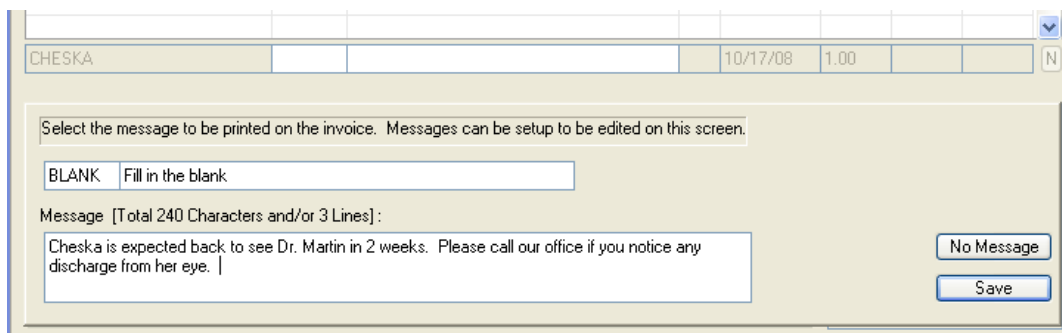 CHESKA 10/17/08 1.00 N
Select the message to be printed on the invoice.  Messages can be setup to be edited on this screen.
BLANK Fill in the blank
Message  [Total 240 Characters and/or 3 Lines] :
Cheska is expected back to see Dr. Martin in 2 weeks.  Please call our office if you notice any
discharge from her eye.
No Message
Save